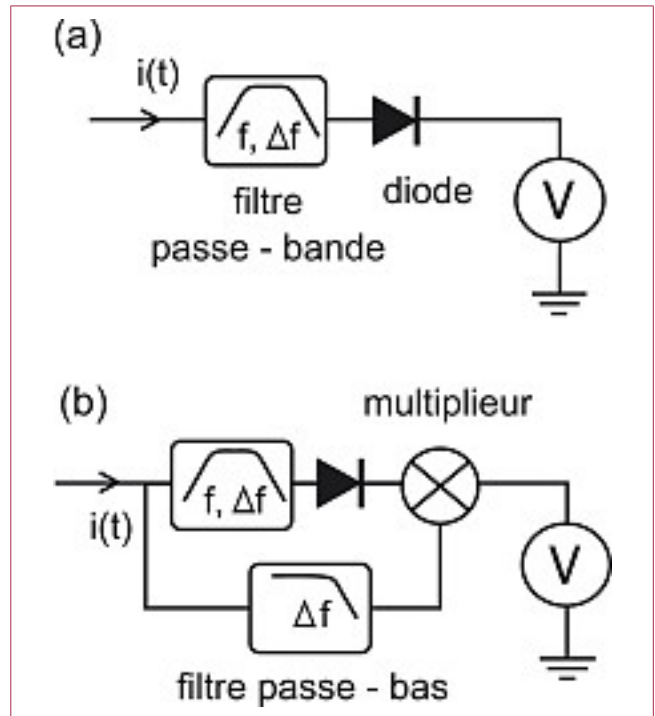 (a)
i(t)
f, Δf
filtre
passe - bande
diode
V
(b)
multiplieur
i(t)
f, Δf
Δf
V
filtre passe - bas